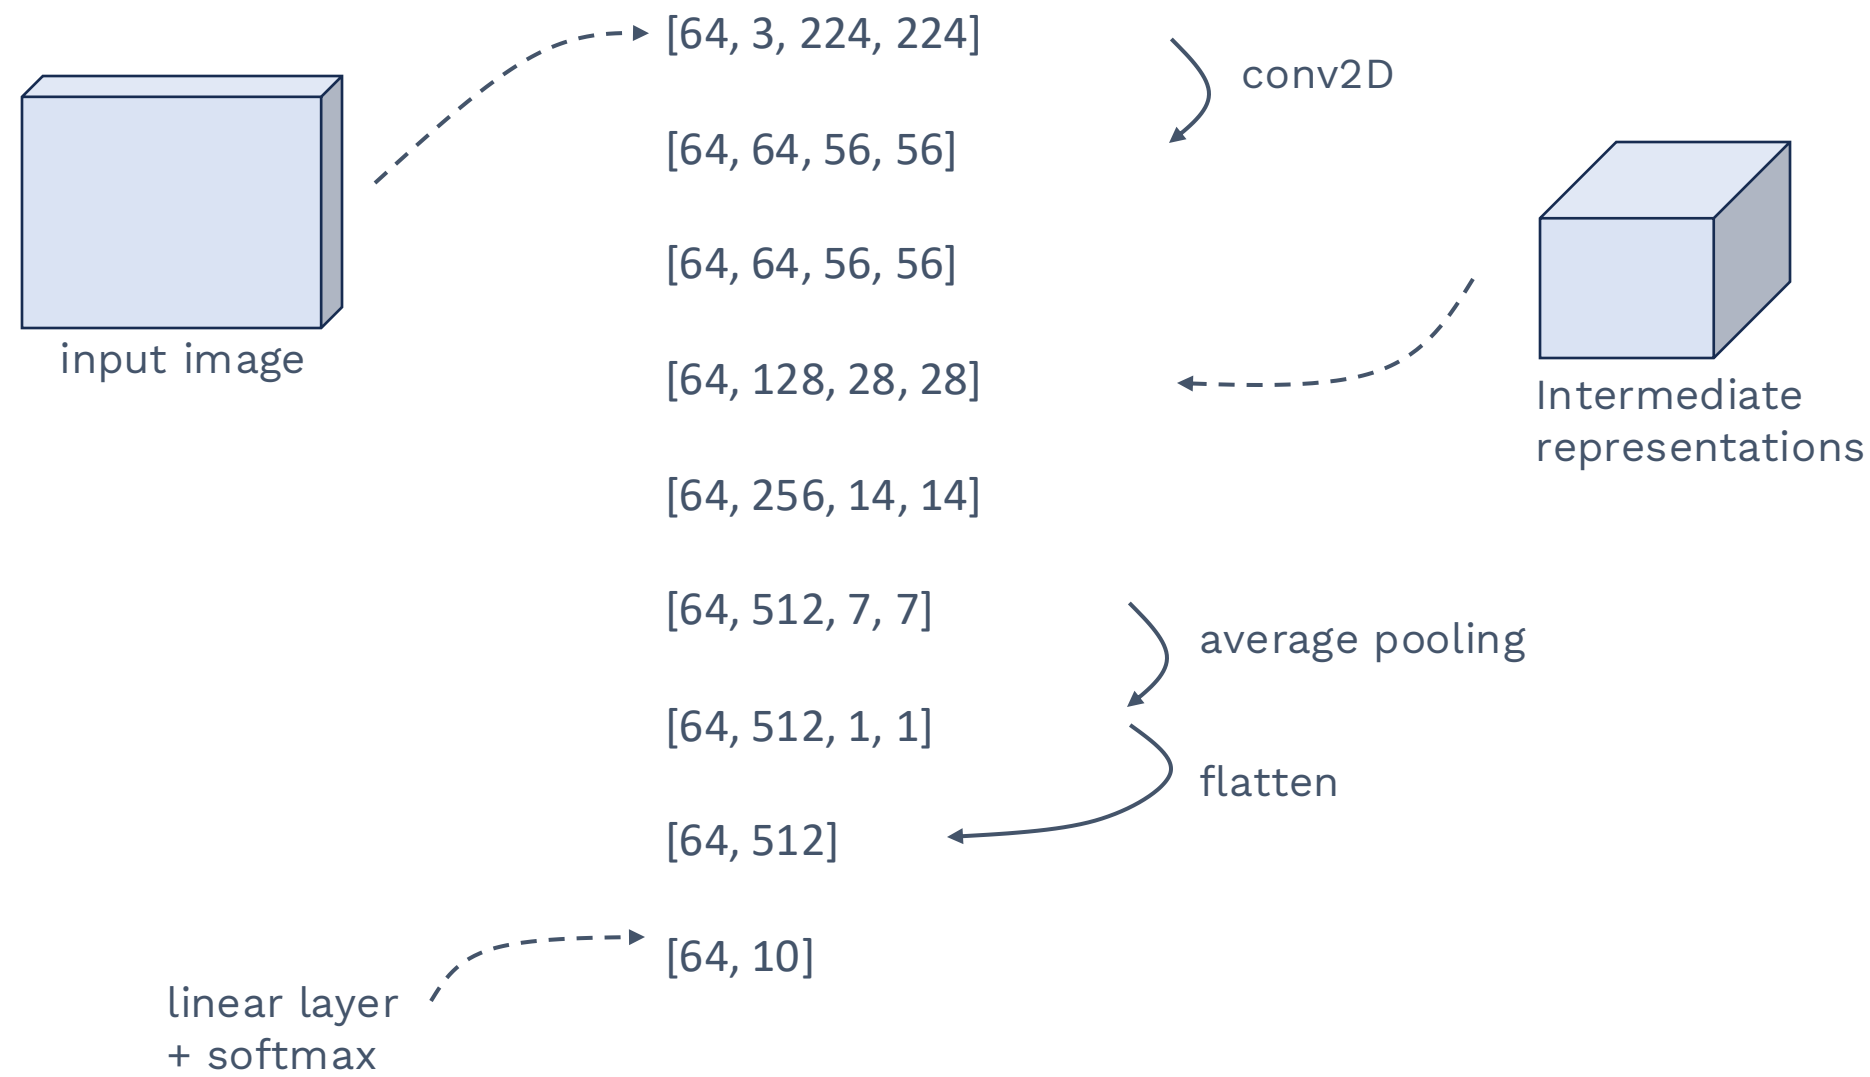 [64, 3, 224, 224]
conv2D
[64, 64, 56, 56]
[64, 64, 56, 56]
input image
[64, 128, 28, 28]
Intermediate
representations
[64, 256, 14, 14]
[64, 512, 7, 7]
average pooling
[64, 512, 1, 1]
flatten
[64, 512]
[64, 10]
linear layer
+ softmax